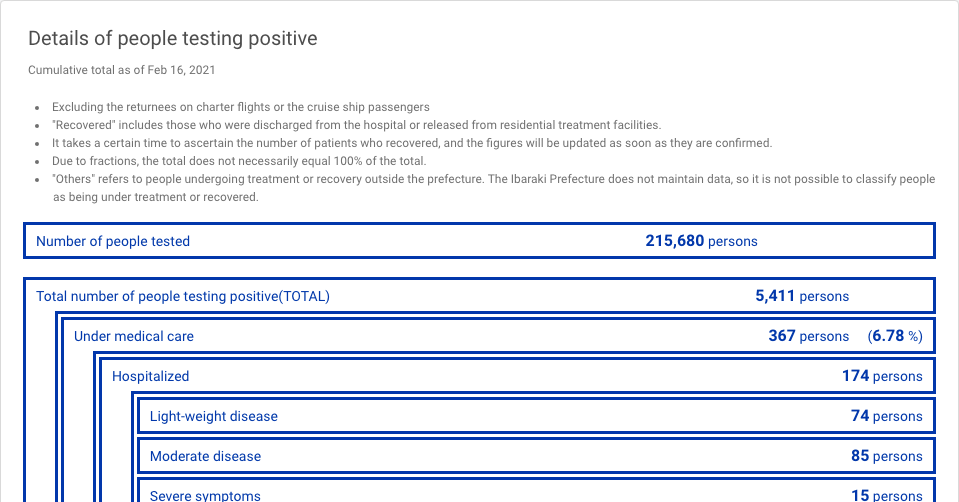 Details of people testing positive
Cumulative total as of Feb 16, 2021
• Excluding the returnees on charter flights or the cruise ship passengers
• "Recovered" includes those who were discharged from the hospital or released from residential treatment facilities.
• It takes a certain time to ascertain the number of patients who recovered, and the figures will be updated as soon as they are confirmed.
• Due to fractions, the total does not necessarily equal 100% of the total.
• "Others" refers to people undergoing treatment or recovery outside the prefecture. The Ibaraki Prefecture does not maintain data, so it is not possible to classify people
as being under treatment or recovered.
Number of people tested 215,680 persons
Total number of people testing positive(TOTAL) 5,411 persons
Under medical care 367 persons (6.78 %)
Hospitalized 174 persons
Light-weight disease 74 persons
Moderate disease 85 persons
Severe symptoms 15 persons